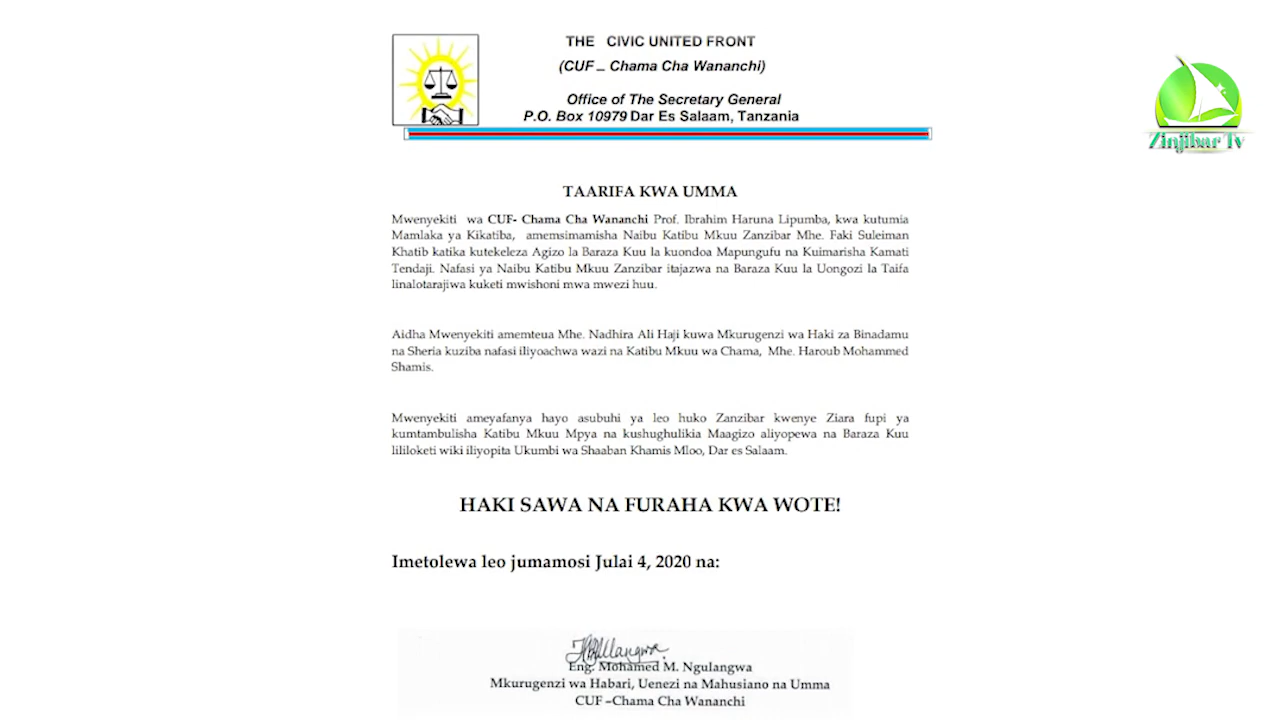 THE CIVIC UNITED FRONT
(CUF – Chama Cha Wananchi)
Office of The Secretary General
P.O. Box 10979 Dar Es Salaam, Tanzania
Zinjibar Tv
TAARIFA KWA UMMA
Mwenyekiti wa CUF- Chama Cha Wananchi Prof. Ibrahim Haruna Lipumba, kwa kutumia
Mamlaka ya Kikatiba, amemsimamisha Naibu Katibu Mkuu Zanzibar Mhe. Faki Suleiman
Khatib katika kutekeleza Agizo la Baraza Kuu la kuondoa Mapungufu na Kuimarisha Kamati
Tendaji. Nafasi ya Naibu Katibu Mkuu Zanzibar itajazwa na Baraza Kuu la Uongozi la Taifa
linalotarajiwa kuketi mwishoni mwa mwezi huu.
Aidha Mwenyekiti amemteua Mhe. Nadhira Ali Haji kuwa Mkurugenzi wa Haki za Binadamu
na Sheria kuziba nafasi iliyoachwa wazi na Katibu Mkuu wa Chama, Mhe. Haroub Mohammed
Shamis.
Mwenyekiti ameyafanya hayo asubuhi ya leo huko Zanzibar kwenye Ziara fupi ya
kumtambulisha Katibu Mkuu Mpya na kushughulikia Maagizo aliyopewa na Baraza Kuu
lililoketi wiki iliyopita Ukumbi wa Shaaban Khamis Mloo, Dar es Salaam.
HAKI SAWA NA FURAHA KWA WOTE!
Imetolewa leo jumamosi Julai 4, 2020 na:
Eng. Mohamed M. Ngulangwa
Mkurugenzi wa Habari, Uenezi na Mahusiano na Umma
CUF –Chama Cha Wananchi